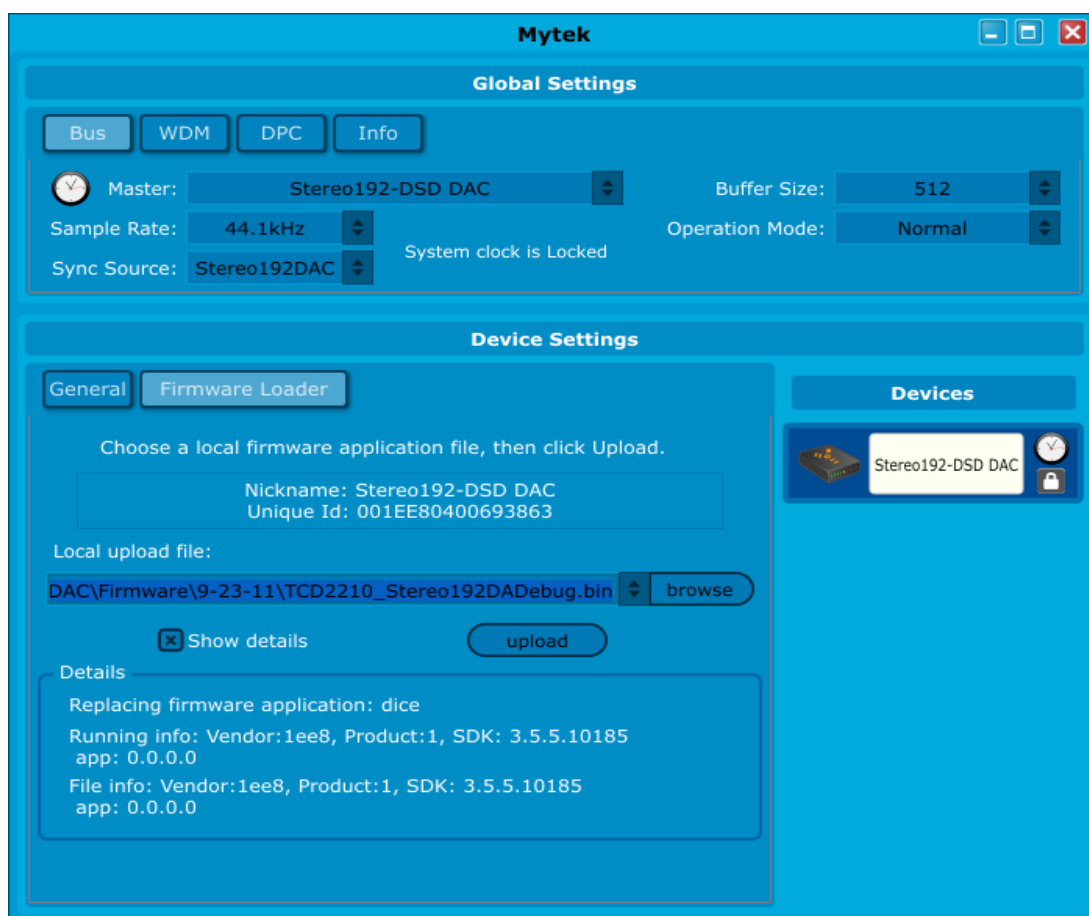 Mytek
Global Settings
Bus WDM DPC Info
Master: Stereo192-DSD DAC Buffer Size: 512
Sample Rate: 44.1kHz Operation Mode: Normal
System clock is Locked
Sync Source: Stereo192DAC
Device Settings
General Firmware Loader
Devices
Choose a local firmware application file, then click Upload.
Stereo192-DSD DAC
Nickname: Stereo192-DSD DAC
Unique Id: 001EE80400693863
Local upload file:
DAC\Firmware\9-23-11\TCD2210_Stereo192DADebug.bin browse
Show details upload
Details
Replacing firmware application: dice
Running info: Vendor:1ee8, Product:1, SDK: 3.5.5.10185
app: 0.0.0.0
File info: Vendor:1ee8, Product:1, SDK: 3.5.5.10185
app: 0.0.0.0